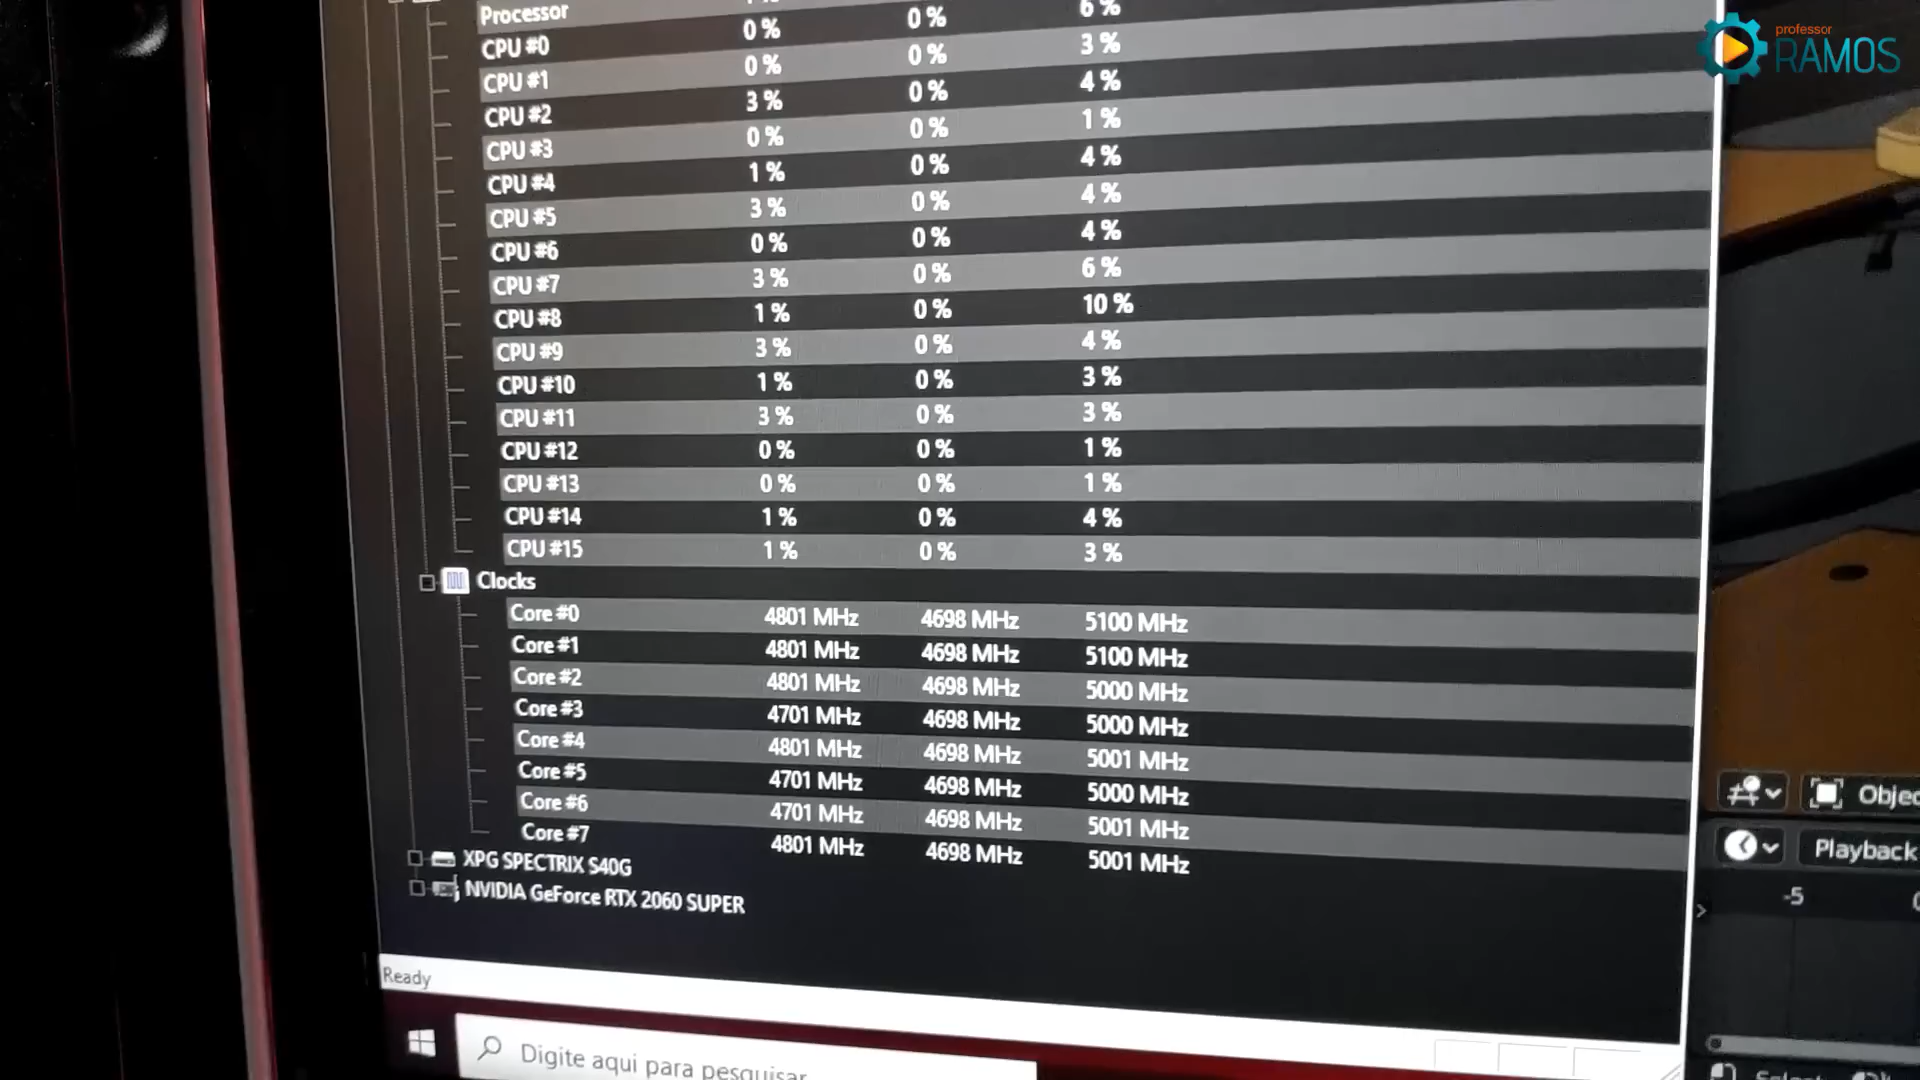 professor
RAMOS
Processor 0 % 0 % 6 %
CPU #0 0 % 0 % 3 %
CPU #1 3 % 0 % 4 %
CPU #2 0 % 0 % 1 %
CPU #3 1 % 0 % 4 %
CPU #4 3 % 0 % 4 %
CPU #5 0 % 0 % 4 %
CPU #6 3 % 0 % 6 %
CPU #7 1 % 0 % 10 %
CPU #8 3 % 0 % 4 %
CPU #9 1 % 0 % 3 %
CPU #10 3 % 0 % 3 %
CPU #11 0 % 0 % 1 %
CPU #12 0 % 0 % 1 %
CPU #13 1 % 0 % 4 %
CPU #14 1 % 0 % 3 %
CPU #15
Clocks
Core #0 4801 MHz 4698 MHz 5100 MHz
Core #1 4801 MHz 4698 MHz 5100 MHz
Core #2 4801 MHz 4698 MHz 5000 MHz
Core #3 4701 MHz 4698 MHz 5000 MHz
Core #4 4801 MHz 4698 MHz 5001 MHz
Core #5 4701 MHz 4698 MHz 5000 MHz
Core #6 4701 MHz 4698 MHz 5001 MHz
Core #7 4801 MHz 4698 MHz 5001 MHz
XPG SPECTRIX S40G
NVIDIA GeForce RTX 2060 SUPER
Ready
Digite aqui para pesquisar
Objec
Playback
-5